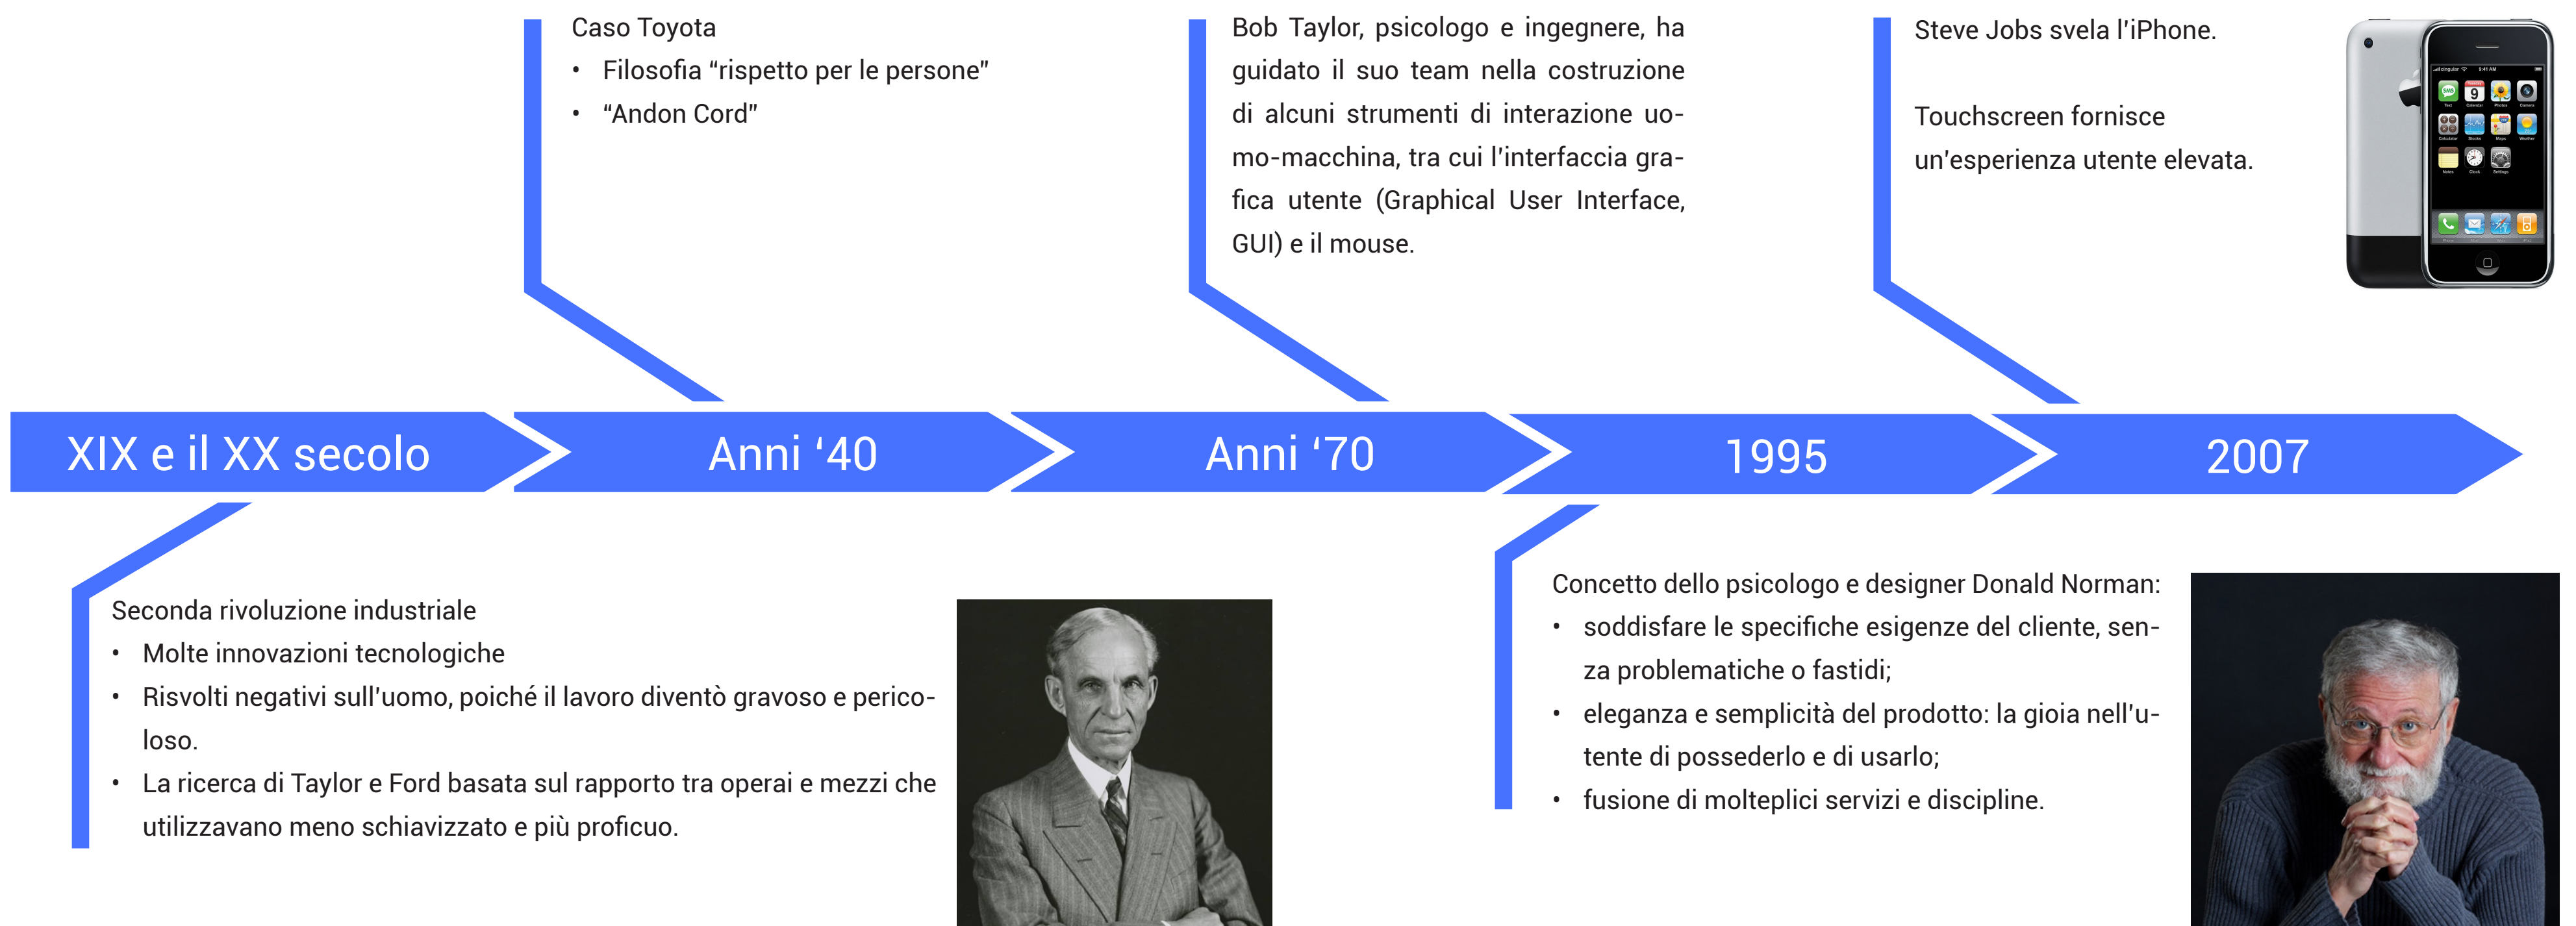 Caso Toyota
• Filosofia “rispetto per le persone”
• “Andon Cord”
Bob Taylor, psicologo e ingegnere, ha
guidato il suo team nella costruzione
di alcuni strumenti di interazione uo-
mo-macchina, tra cui l'interfaccia gra-
fica utente (Graphical User Interface,
GUI) e il mouse.
Steve Jobs svela l'iPhone.
Touchscreen fornisce
un'esperienza utente elevata.
XIX e il XX secolo
Anni ‘40
Anni ‘70
1995
2007
Seconda rivoluzione industriale
• Molte innovazioni tecnologiche
• Risvolti negativi sull'uomo, poiché il lavoro diventò gravoso e perico-
loso.
• La ricerca di Taylor e Ford basata sul rapporto tra operai e mezzi che
utilizzavano meno schiavizzato e più proficuo.
Concetto dello psicologo e designer Donald Norman:
• soddisfare le specifiche esigenze del cliente, sen-
za problematiche o fastidi;
• eleganza e semplicità del prodotto: la gioia nell'u-
tente di possederlo e di usarlo;
• fusione di molteplici servizi e discipline.